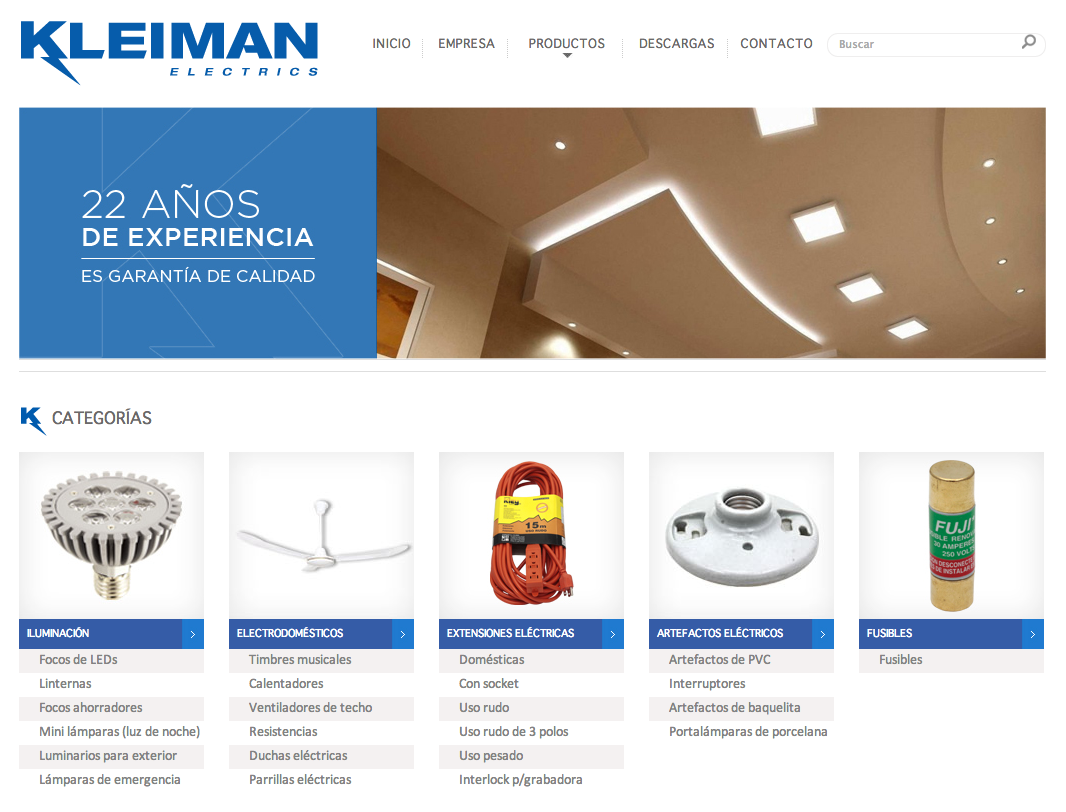 KLEIMAN
ELECTRICS
INICIO
EMPRESA
PRODUCTOS
DESCARGAS
CONTACTO
Buscar
22 AÑOS
DE EXPERIENCIA
ES GARANTÍA DE CALIDAD
CATEGORÍAS
15m
FUJI
30 AMPERE
250 VOLT
ILUMINACIÓN
Focos de LEDs
Linternas
Focos ahorradores
Mini lámparas (luz de noche)
Luminarios para exterior
Lámparas de emergencia
ELECTRODOMÉSTICOS
Timbres musicales
Calentadores
Ventiladores de techo
Resistencias
Duchas eléctricas
Parrillas eléctricas
EXTENSIONES ELÉCTRICAS
Domésticas
Con socket
Uso rudo
Uso rudo de 3 polos
Uso pesado
Interlock p/grabadora
ARTEFACTOS ELÉCTRICOS
Artefactos de PVC
Interruptores
Artefactos de baquelita
Portalámparas de porcelana
FUSIBLES
Fusibles